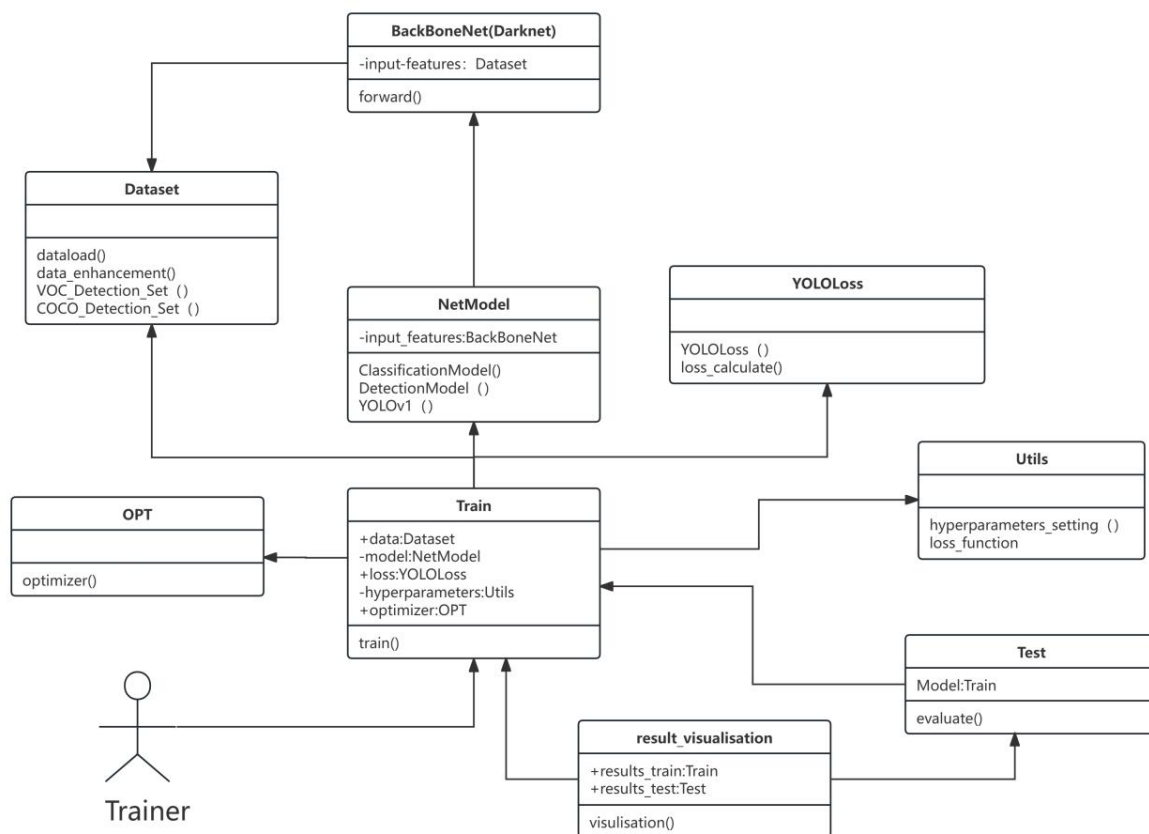 BackBoneNet(Darknet)
-input-features: Dataset
forward()
Dataset
dataload()
data_enhancement()
VOC_Detection_Set ()
COCO_Detection_Set ()
NetModel
-input_features:BackBoneNet
ClassificationModel()
DetectionModel ()
YOLOv1 ()
YOLOLoss
YOLOLoss ()
loss_calculate()
Utils
hyperparameters_setting ()
loss_function
OPT
optimizer()
Train
+data:Dataset
-model:NetModel
+loss:YOLOLoss
-hyperparameters:Utils
+optimizer:OPT
train()
Test
Model:Train
evaluate()
result_visualisation
+results_train:Train
+results_test:Test
visulisation()
Trainer